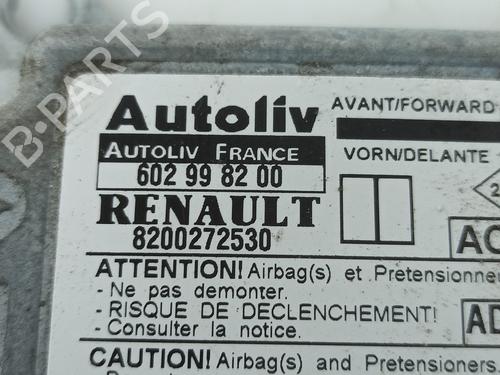 B-PARTS
Autoliv
AVANT/FORWARD
AUTOLIV FRANCE
602 99 82 00
VORN/DELANTE
RENAULT
8200272530
AC
ATTENTION! Airbag(s) et Pretensionne
- Ne pas demonter.
- RISQUE DE DECLENCHEMENT!
AD
- Consulter la notice.
CAUTION! Airbag(s) and Pretensioners